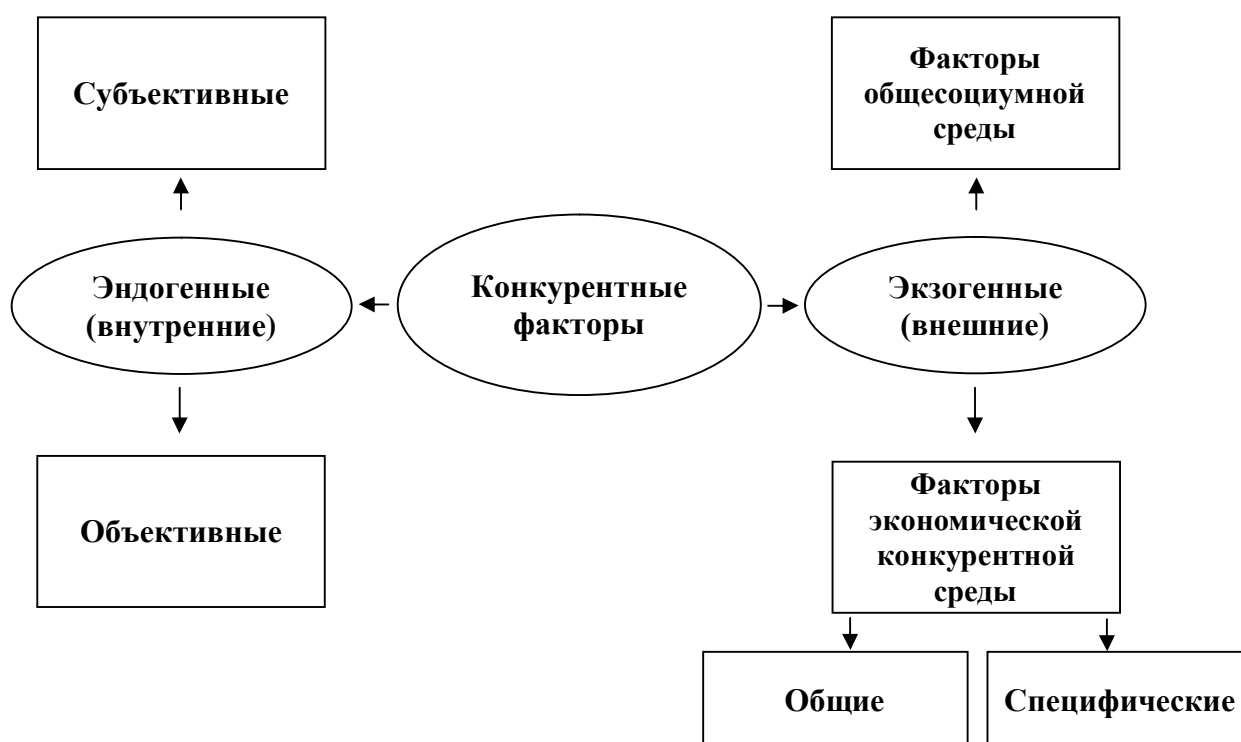 Субъективные
Факторы
общесоциумной
среды
Эндогенные
(внутренние)
Конкурентные
факторы
Экзогенные
(внешние)
Объективные
Факторы
экономической
конкурентной
среды
Общие
Специфические